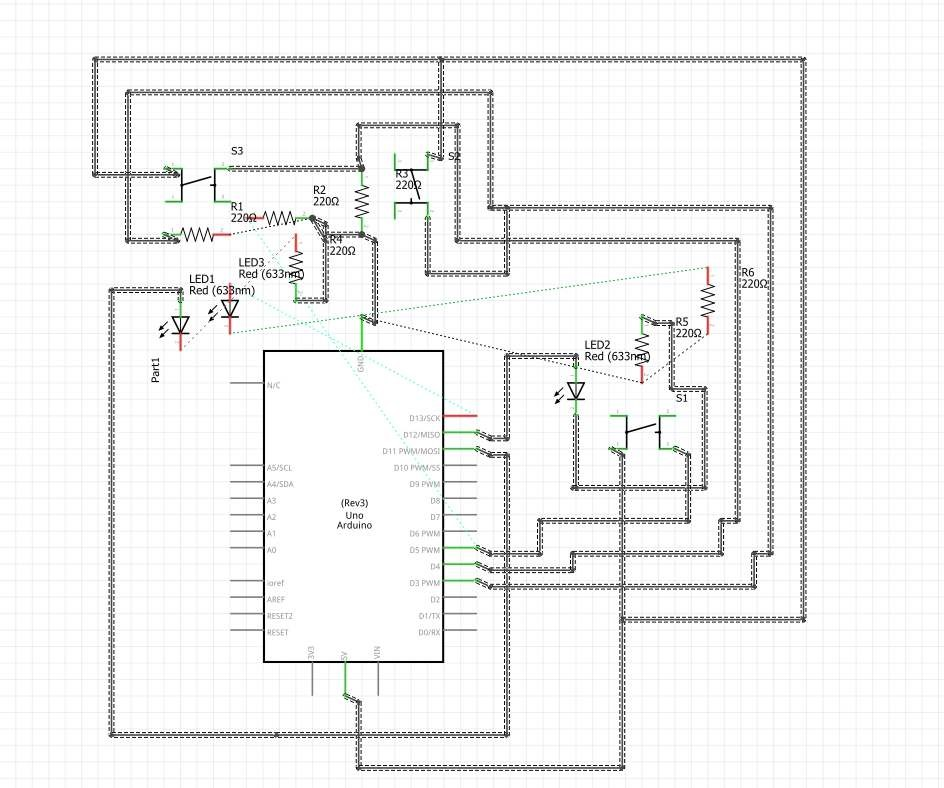 S3
S2
R3
220Ω
R2
220Ω
R1
220Ω
R4
220Ω
LED3
Red (633nm)
R6
220Ω
LED1
Red (633nm)
R5
220Ω
LED2
Red (633nm)
Part1
GND
N/C
S1
D13/SCK
D12/MISO
D11 PWM/MOSI
A5/SCL
D10 PWM/SS
A4/SDA
D9 PWM
A3
D8
(Rev3)
A2
Uno
D7
A1
Arduino
D6 PWM
A0
D5 PWM
D4
ioref
D3 PWM
AREF
D2
RESET2
D1/TX
RESET
D0/RX
3V3
5V
VIN